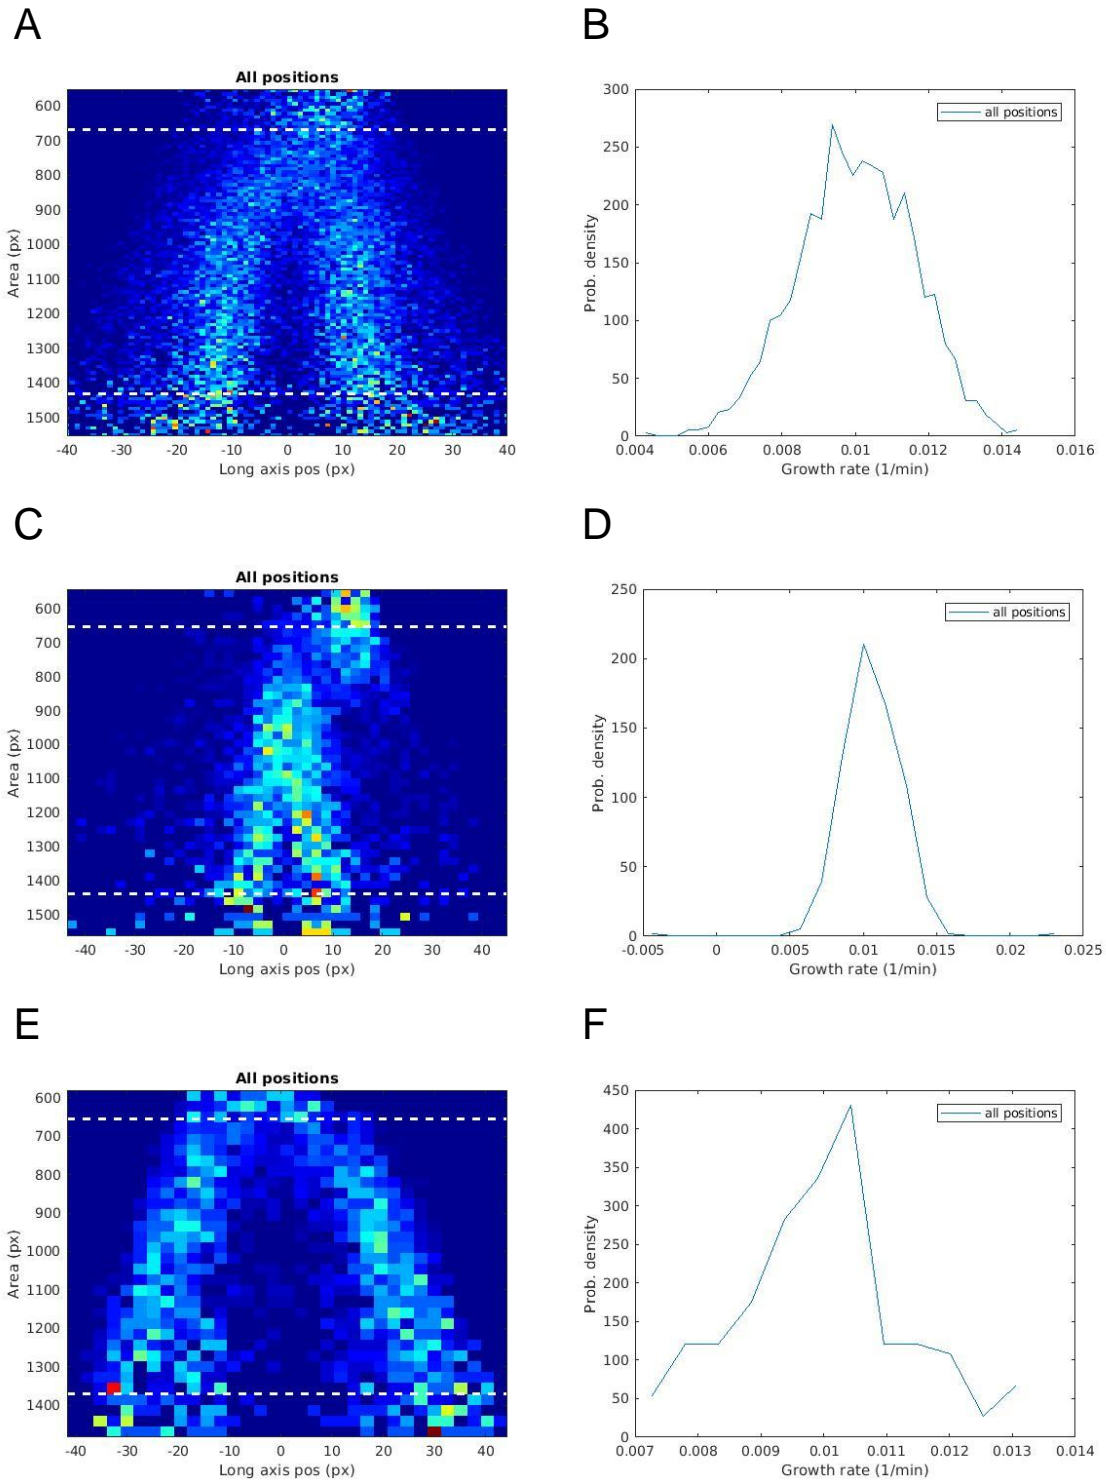 A
B
All positions
600
700
800
900
1000
1100
1200
1300
1400
1500
Area (px)
-40 -30 -20 -10 0 10 20 30 40
Long axis pos (px)
300
250
200
150
100
50
0
Prob. density
all positions
0.004 0.006 0.008 0.01 0.012 0.014 0.016
Growth rate (1/min)
C
D
All positions
600
700
800
900
1000
1100
1200
1300
1400
1500
Area (px)
-40 -30 -20 -10 0 10 20 30 40
Long axis pos (px)
250
200
150
100
50
0
Prob. density
all positions
-0.005 0 0.005 0.01 0.015 0.02 0.025
Growth rate (1/min)
E
F
All positions
600
700
800
900
1000
1100
1200
1300
1400
Area (px)
-40 -30 -20 -10 0 10 20 30 40
Long axis pos (px)
450
400
350
300
250
200
150
100
50
0
Prob. density
all positions
0.007 0.008 0.009 0.01 0.011 0.012 0.013 0.014
Growth rate (1/min)